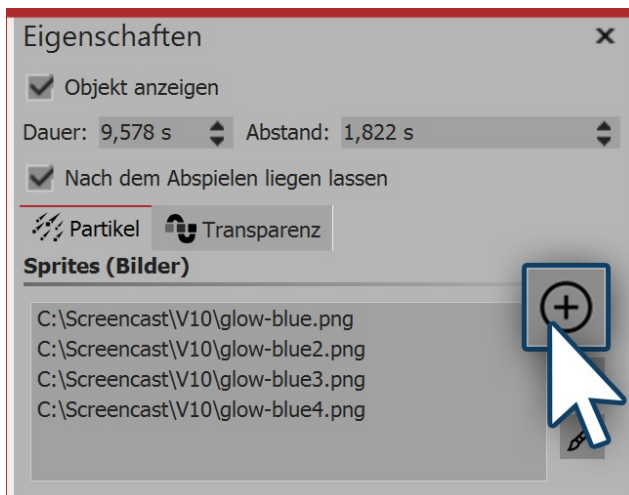 Eigenschaften
Objekt anzeigen
Dauer: 9,578 s Abstand: 1,822 s
Nach dem Abspielen liegen lassen
Partikel Transparenz
Sprites (Bilder)
C:\Screencast\V10\glow-blue.png
C:\Screencast\V10\glow-blue2.png
C:\Screencast\V10\glow-blue3.png
C:\Screencast\V10\glow-blue4.png